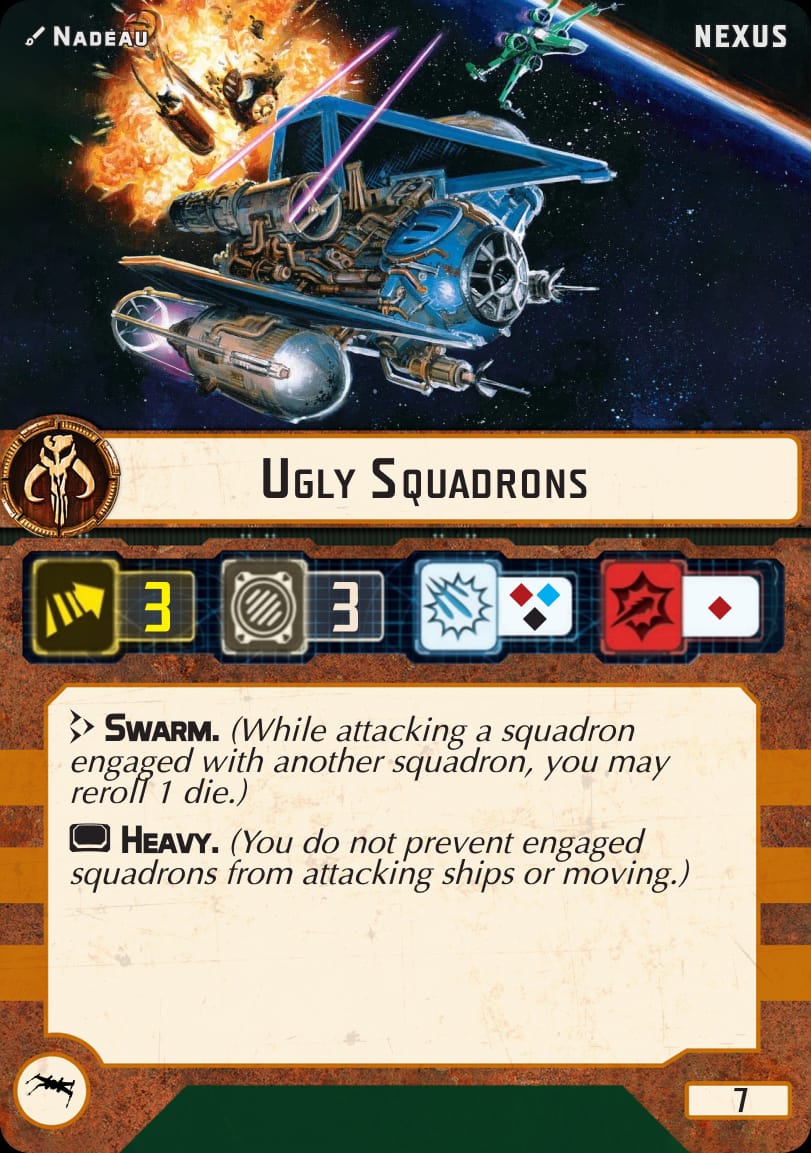 Nadeau
NEXUS
Ugly Squadrons
3
3
Swarm. (While attacking a squadron
engaged with another squadron, you may
reroll 1 die.)
Heavy. (You do not prevent engaged
squadrons from attacking ships or moving.)
7